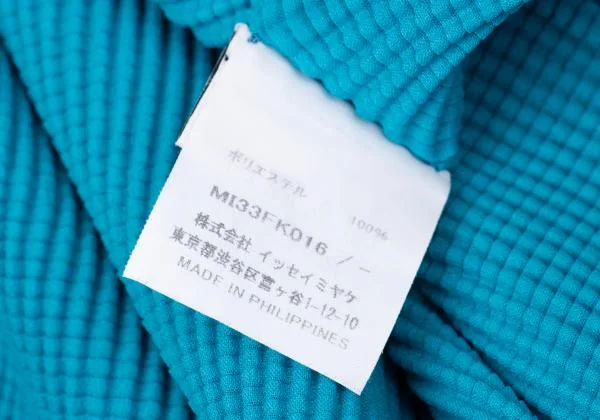 ポリエステル 100%
MI33FK016 / -
株式会社 イッセイミヤケ
東京都渋谷区富ヶ谷1-12-10
MADE IN PHILIPPINES